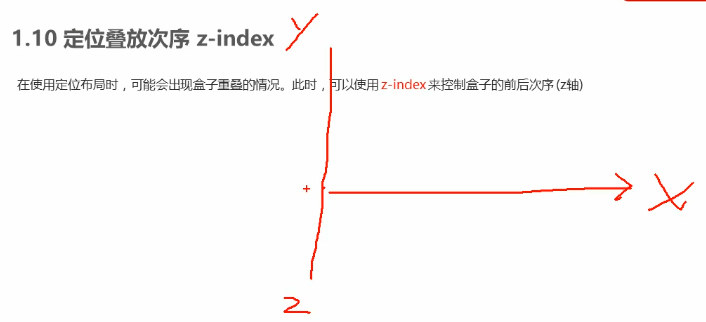 1.10 定位叠放次序 z-index
Y
在使用定位布局时，可能会出现盒子重叠的情况。此时，可以使用 z-index 来控制盒子的前后次序 (z轴)
X
z